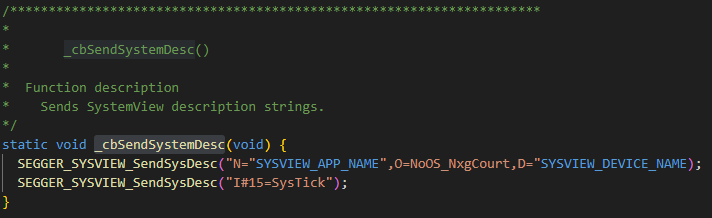 /*********************************************************************
*
*       _cbSendSystemDesc()
*
*  Function description
*    Sends SystemView description strings.
*/
static void _cbSendSystemDesc(void) {
  SEGGER_SYSVIEW_SendSysDesc("N="SYSVIEW_APP_NAME",O=NoOS_NxgCourt,D="SYSVIEW_DEVICE_NAME);
  SEGGER_SYSVIEW_SendSysDesc("I#15=SysTick");
}